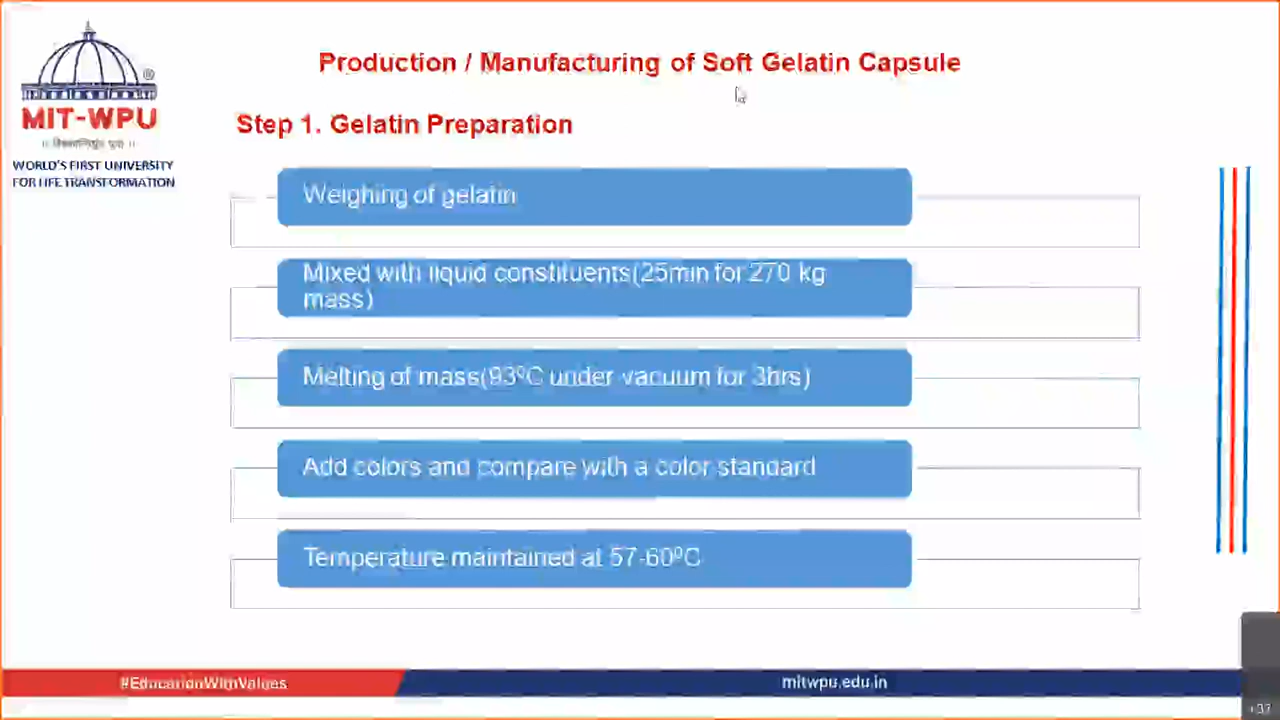 Production / Manufacturing of Soft Gelatin Capsule
®
MIT-WPU
WORLD'S FIRST UNIVERSITY
FOR LIFE TRANSFORMATION
Step 1. Gelatin Preparation
Weighing of gelatin
Mixed with liquid constituents(25min for 270 kg
mass)
Melting of mass(93⁰C under vacuum for 3hrs)
Add colors and compare with a color standard
Temperature maintained at 57-60⁰C
#EducationWithValues
mitwpu.edu.in